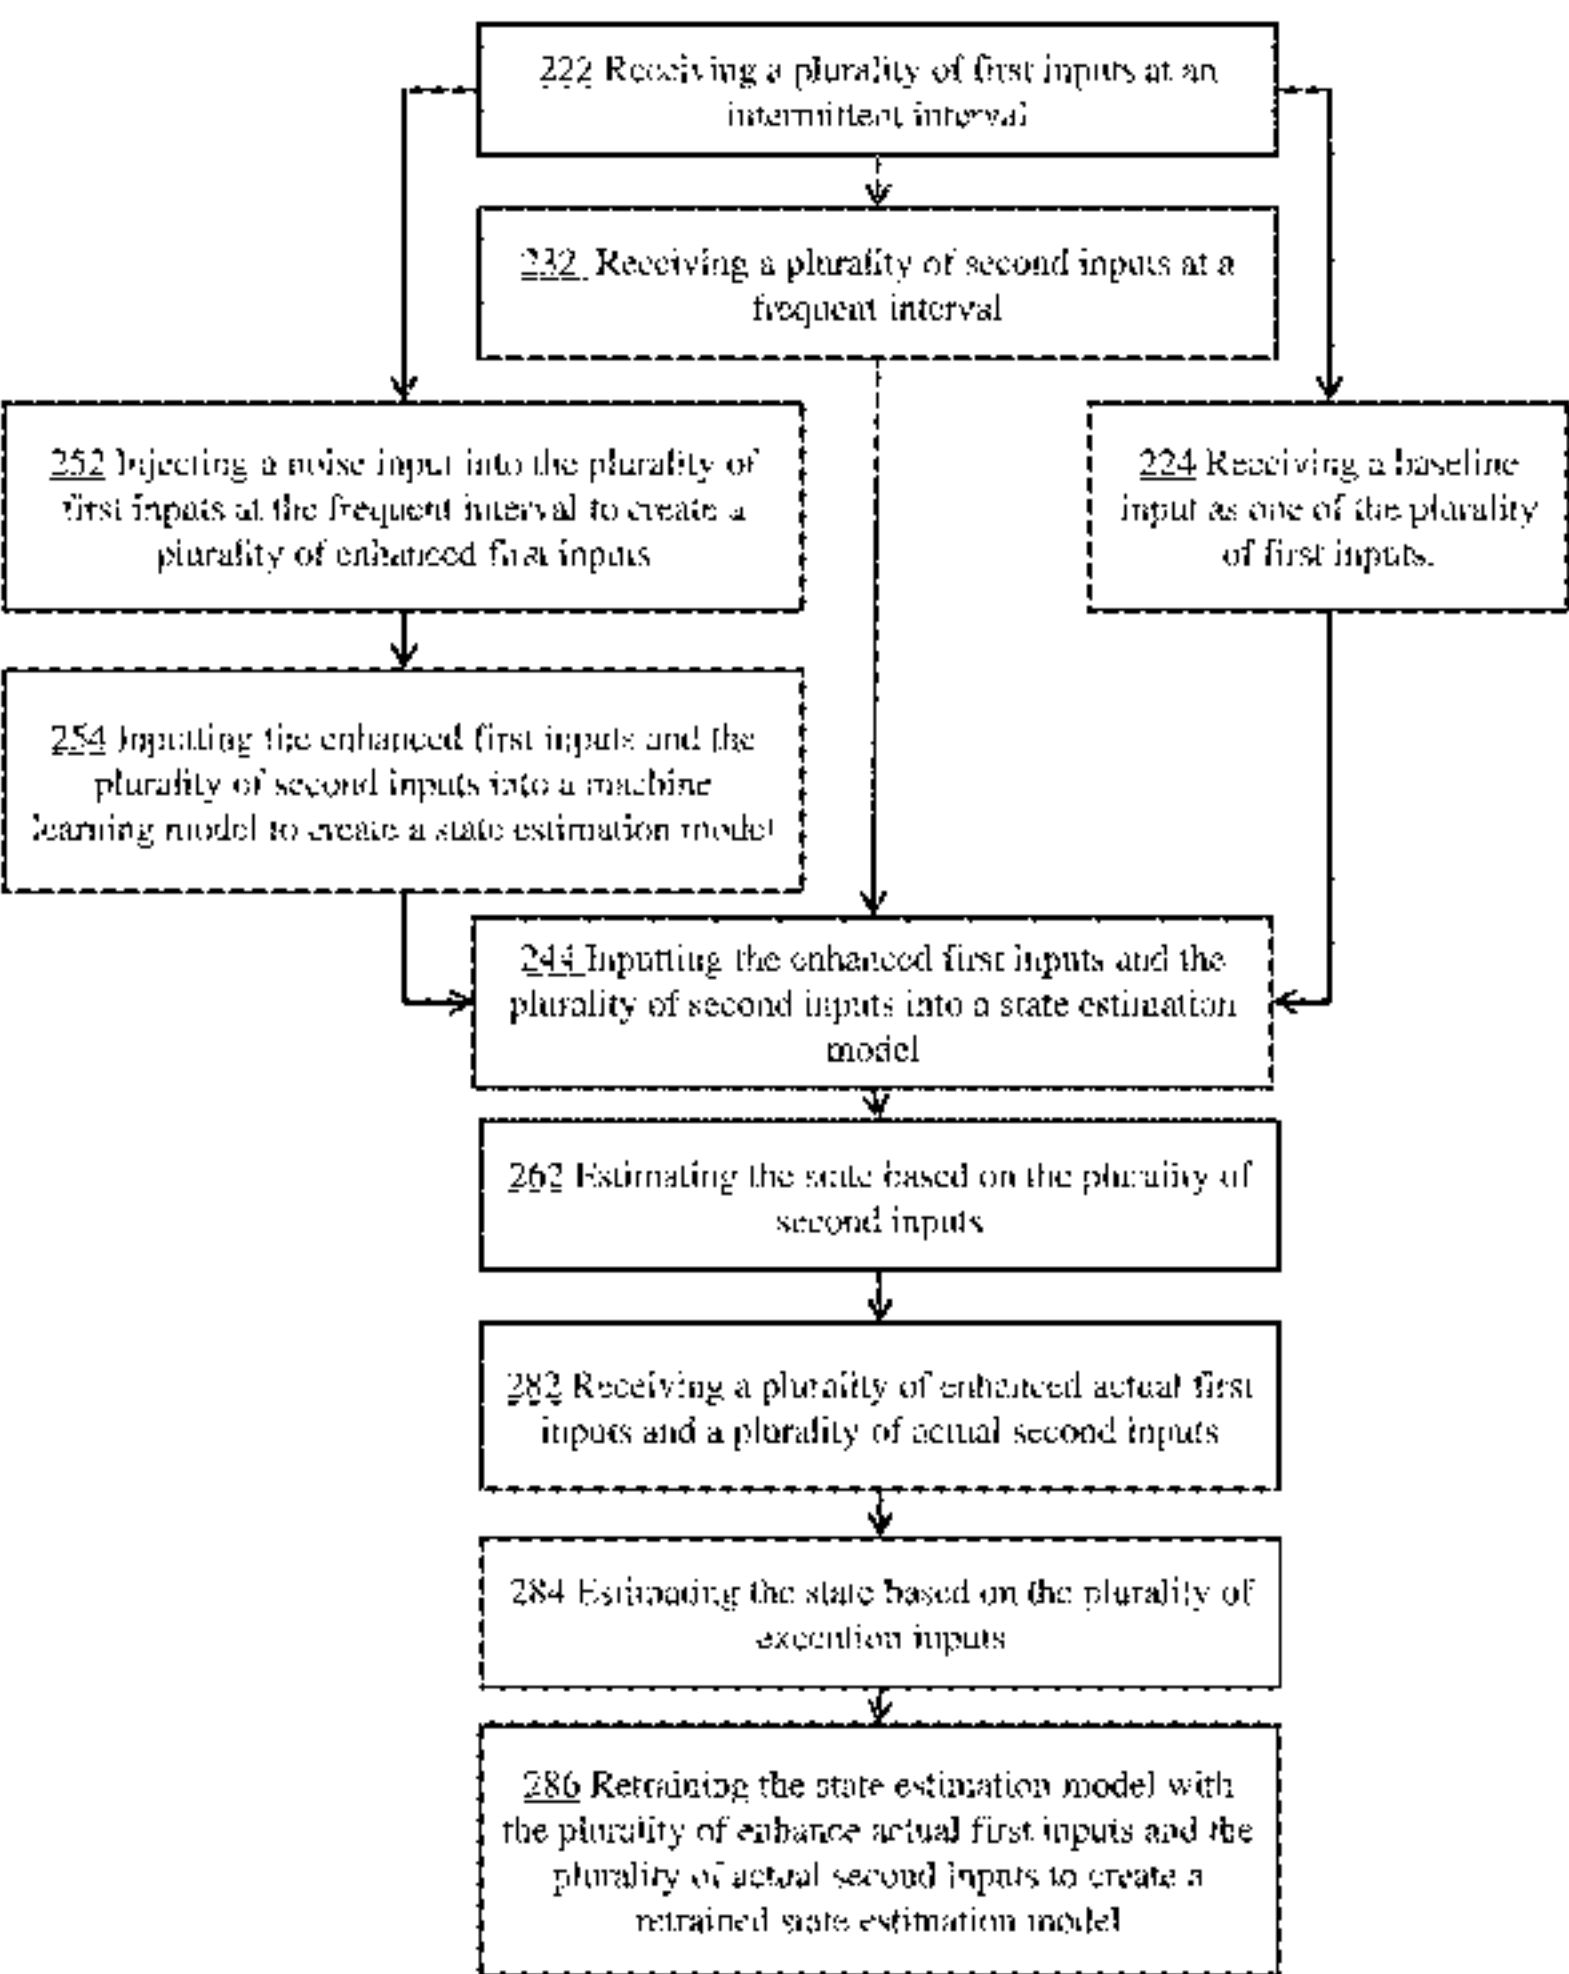 222 Receiving a plurality of first inputs at an
intermittent interval
232 Receiving a plurality of second inputs at a
frequent interval
252 Injecting a noise input into the plurality of
first inputs at the frequent interval to create a
plurality of enhanced first inputs
224 Receiving a baseline
input as one of the plurality
of first inputs.
254 Inputting the enhanced first inputs and the
plurality of second inputs into a machine
learning model to create a state estimation model
244 Inputting the enhanced first inputs and the
plurality of second inputs into a state estimation
model
262 Estimating the state based on the plurality of
second inputs
282 Receiving a plurality of enhanced actual first
inputs and a plurality of actual second inputs
284 Estimating the state based on the plurality of
execution inputs
286 Retraining the state estimation model with
the plurality of enhance actual first inputs and the
plurality of actual second inputs to create a
retrained state estimation model